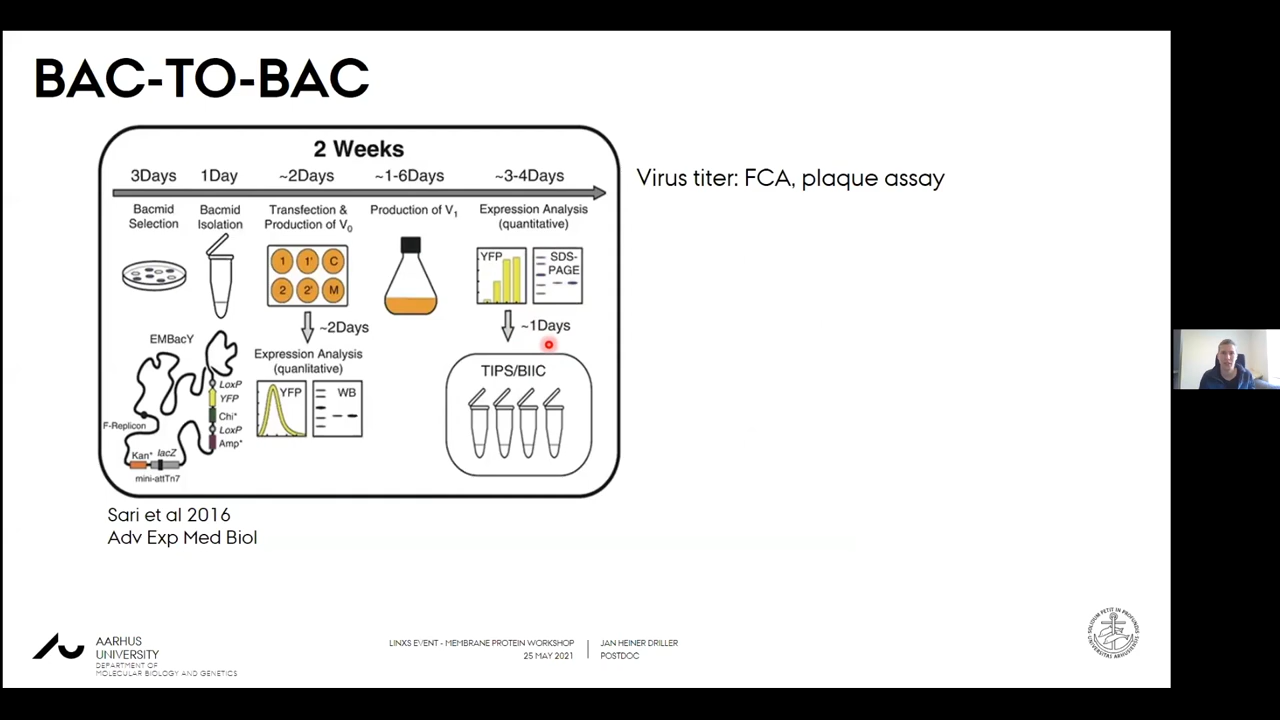 BAC-TO-BAC
2 Weeks
3Days 1Day ~2Days ~1-6Days ~3-4Days
Bacmid Selection
Bacmid Isolation
Transfection & Production of V0
Production of V1
Expression Analysis (quantitative)
1 1' C
2 2' M
YFP
SDS-PAGE
~2Days
~1Days
EMBacY
Expression Analysis
(qualitative)
YFP
WB
TIPS/BIIC
LoxP
YFP
Chi*
LoxP
Amp*
F-Replicon
Kan* lacZ
mini-attTn7
Virus titer: FCA, plaque assay
Sari et al 2016
Adv Exp Med Biol
AARHUS
UNIVERSITY
DEPARTMENT OF
MOLECULAR BIOLOGY AND GENETICS
LINXS EVENT - MEMBRANE PROTEIN WORKSHOP
25 MAY 2021
JAN HEINER DRILLER
POSTDOC